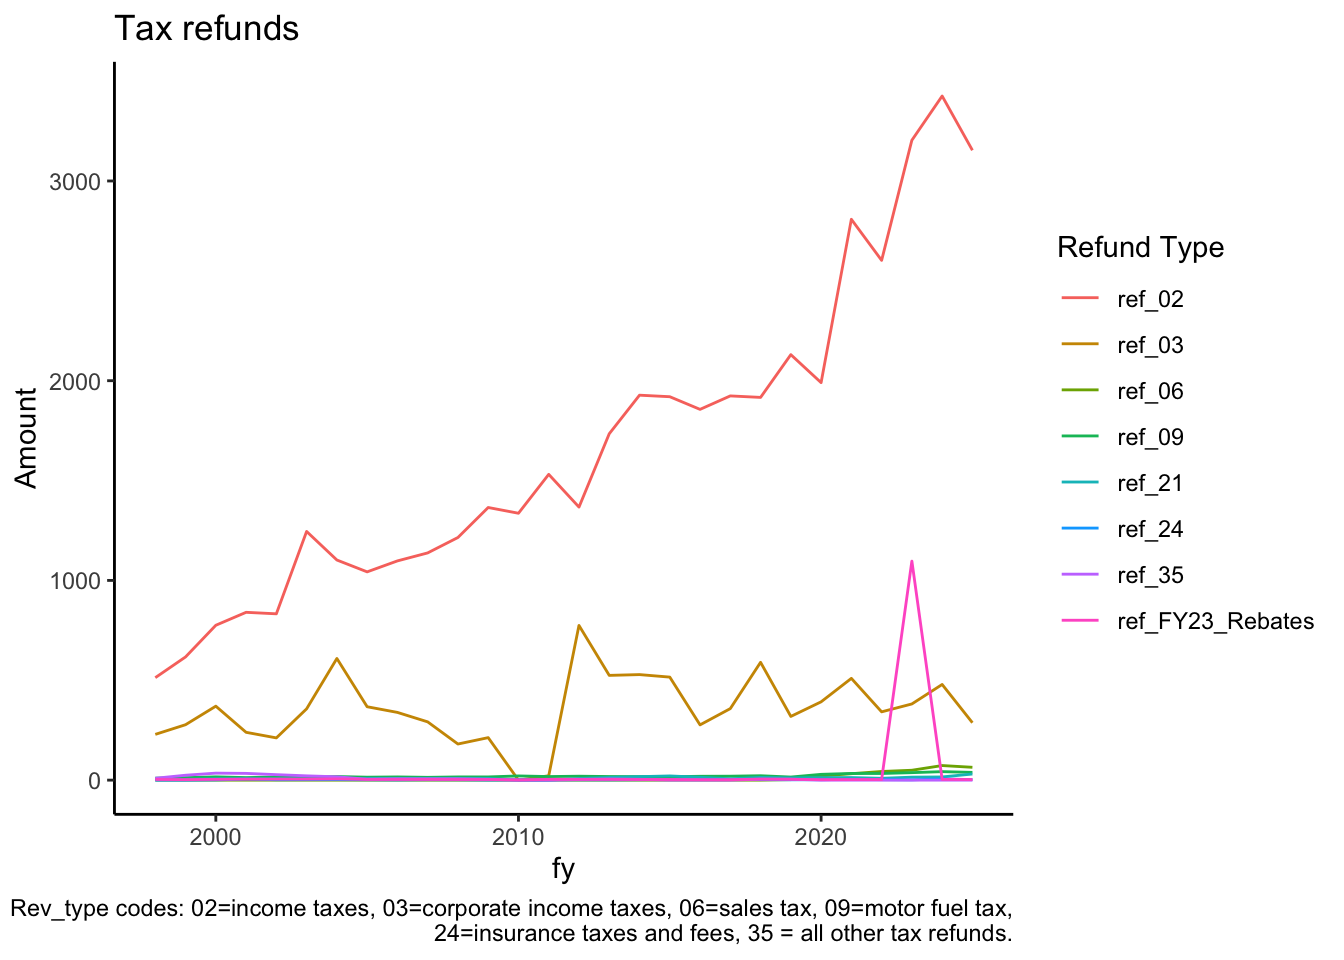 Tax refunds
Amount
3000
2000
1000
0
2000
2010
2020
fy
Refund Type
ref_02
ref_03
ref_06
ref_09
ref_21
ref_24
ref_35
ref_FY23_Rebates
Rev_type codes: 02=income taxes, 03=corporate income taxes, 06=sales tax, 09=motor fuel tax,
24=insurance taxes and fees, 35 = all other tax refunds.